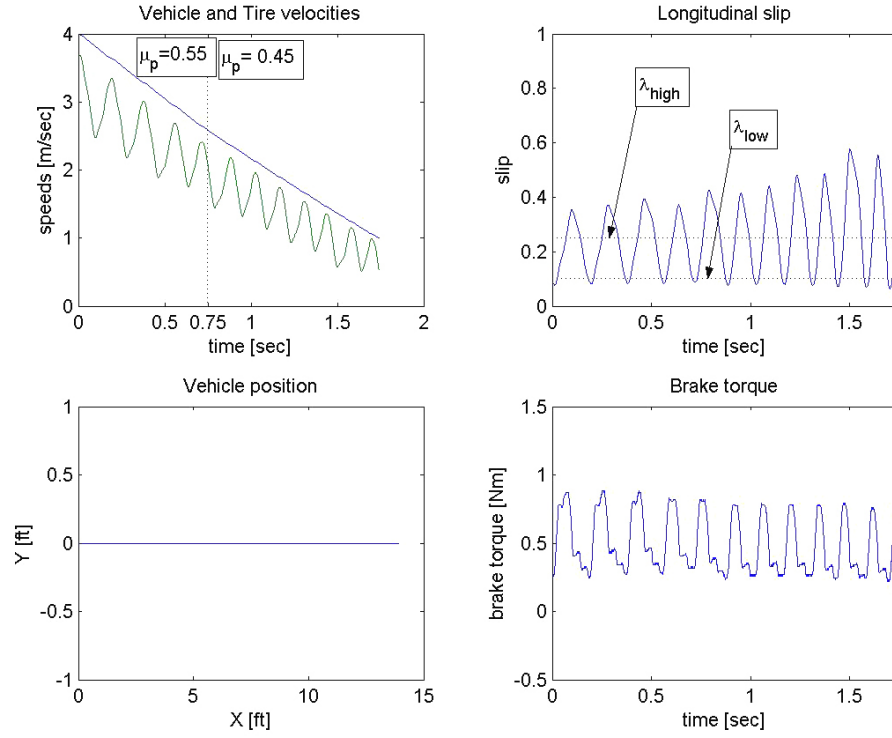 Vehicle and Tire velocities
4
3
2
1
0
speeds [m/sec]
μp=0.55
μp= 0.45
0.5
0.75
1
1.5
2
time [sec]
Longitudinal slip
1
0.8
0.6
0.4
0.2
0
slip
λhigh
λlow
0
0.5
1
1.5
time [sec]
Vehicle position
1
0.5
0
-0.5
-1
Y [ft]
0
5
10
15
X [ft]
Brake torque
1.5
1
0.5
0
-0.5
brake torque [Nm]
0
0.5
1
1.5
time [sec]